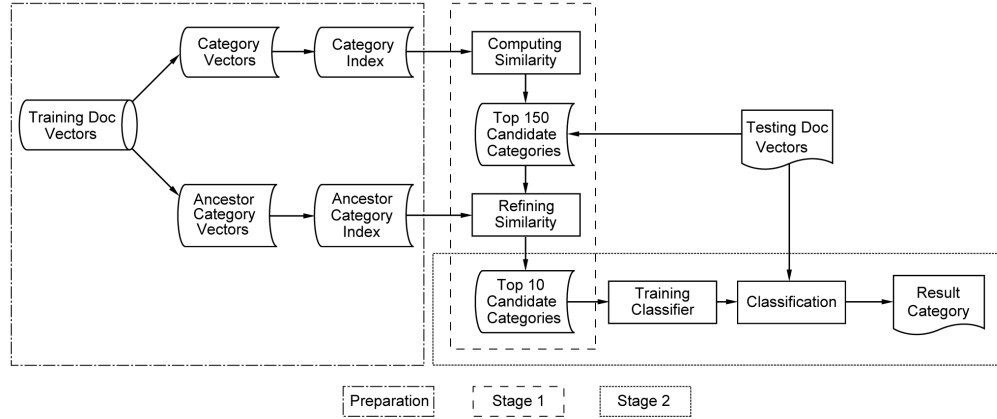 Category
Vectors
Category
Index
Computing
Similarity
Training Doc
Vectors
Top 150
Candidate
Categories
Testing Doc
Vectors
Ancestor
Category
Vectors
Ancestor
Category
Index
Refining
Similarity
Top 10
Candidate
Categories
Training
Classifier
Classification
Result
Category
Preparation
Stage 1
Stage 2